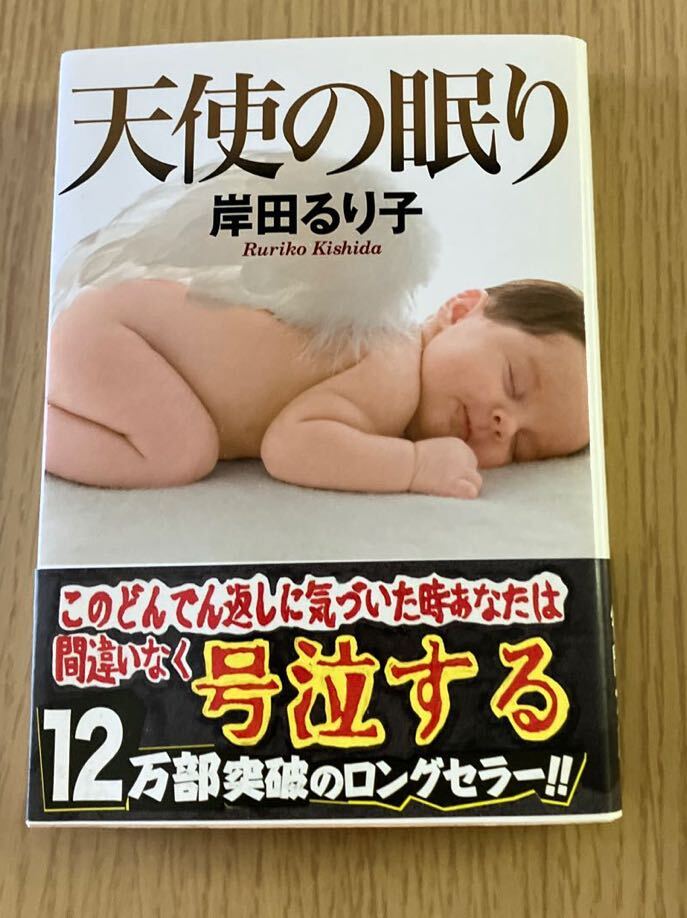 天使の眠り
岸田るり子
Ruriko Kishida
このどんでん返しに気づいた時あなたは
間違いなく
号泣する
12万部突破のロングセラー!!